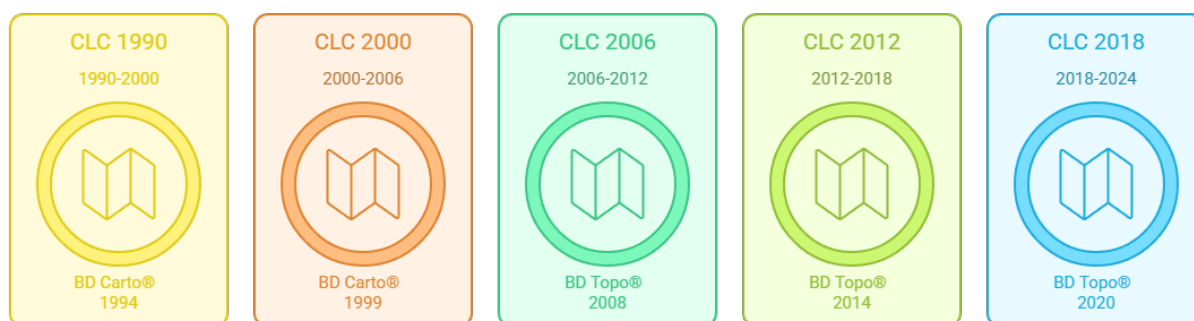 CLC 1990
1990-2000
BD Carto®
1994
CLC 2000
2000-2006
BD Carto®
1999
CLC 2006
2006-2012
BD Topo®
2008
CLC 2012
2012-2018
BD Topo®
2014
CLC 2018
2018-2024
BD Topo®
2020